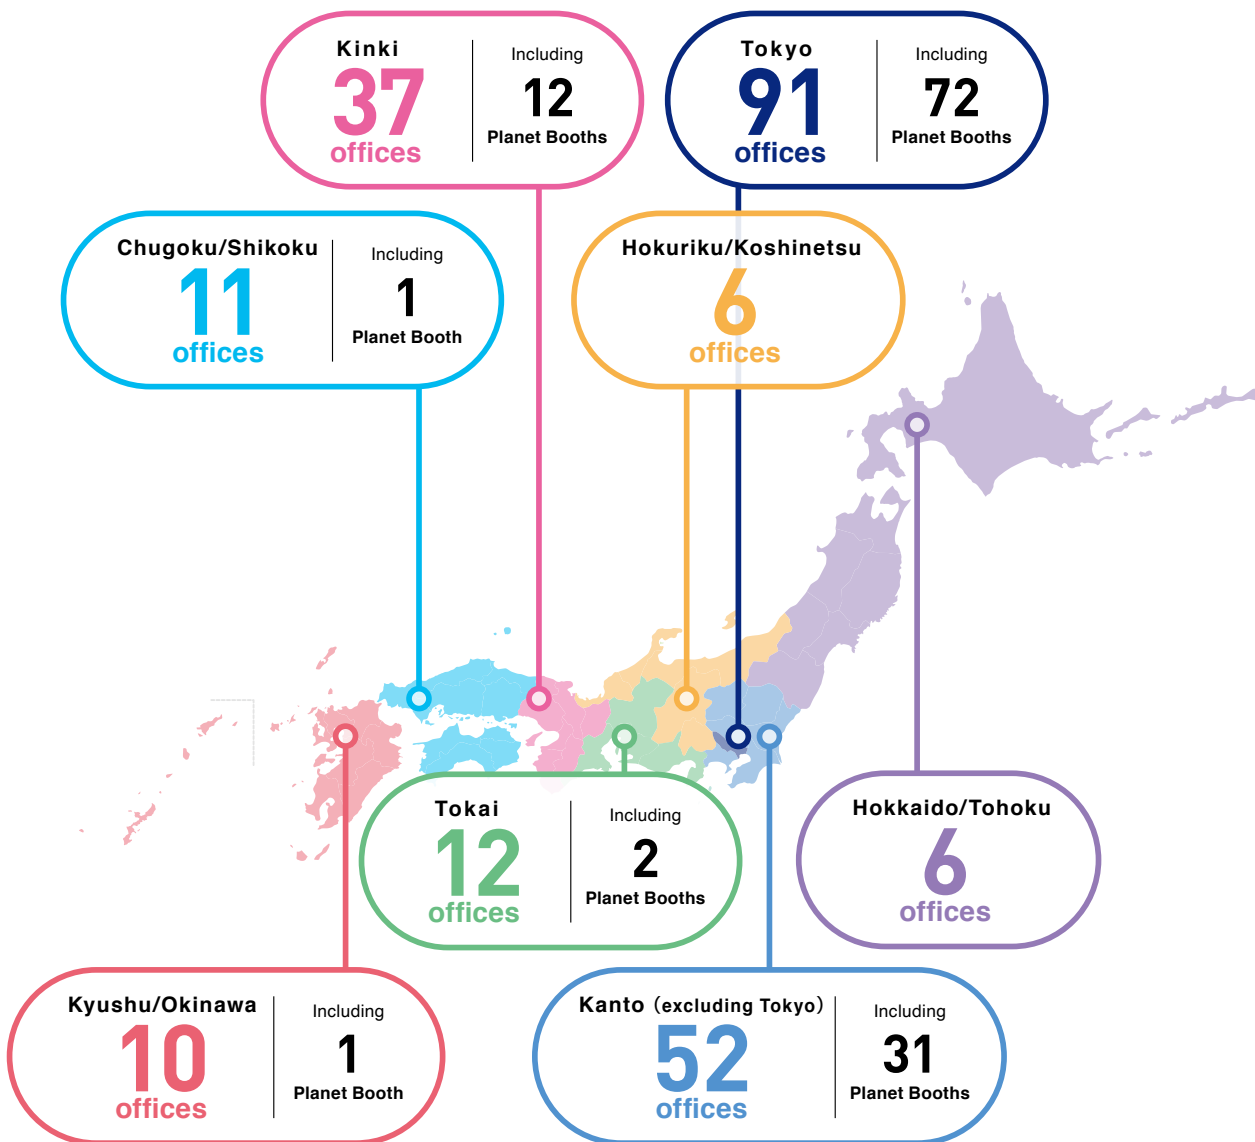 Kinki
37
offices
Including
12
Planet Booths
Tokyo
91
offices
Including
72
Planet Booths
Chugoku/Shikoku
11
offices
Including
1
Planet Booth
Hokuriku/Koshinetsu
6
offices
Tokai
12
offices
Including
2
Planet Booths
Hokkaido/Tohoku
6
offices
Kyushu/Okinawa
10
offices
Including
1
Planet Booth
Kanto (excluding Tokyo)
52
offices
Including
31
Planet Booths